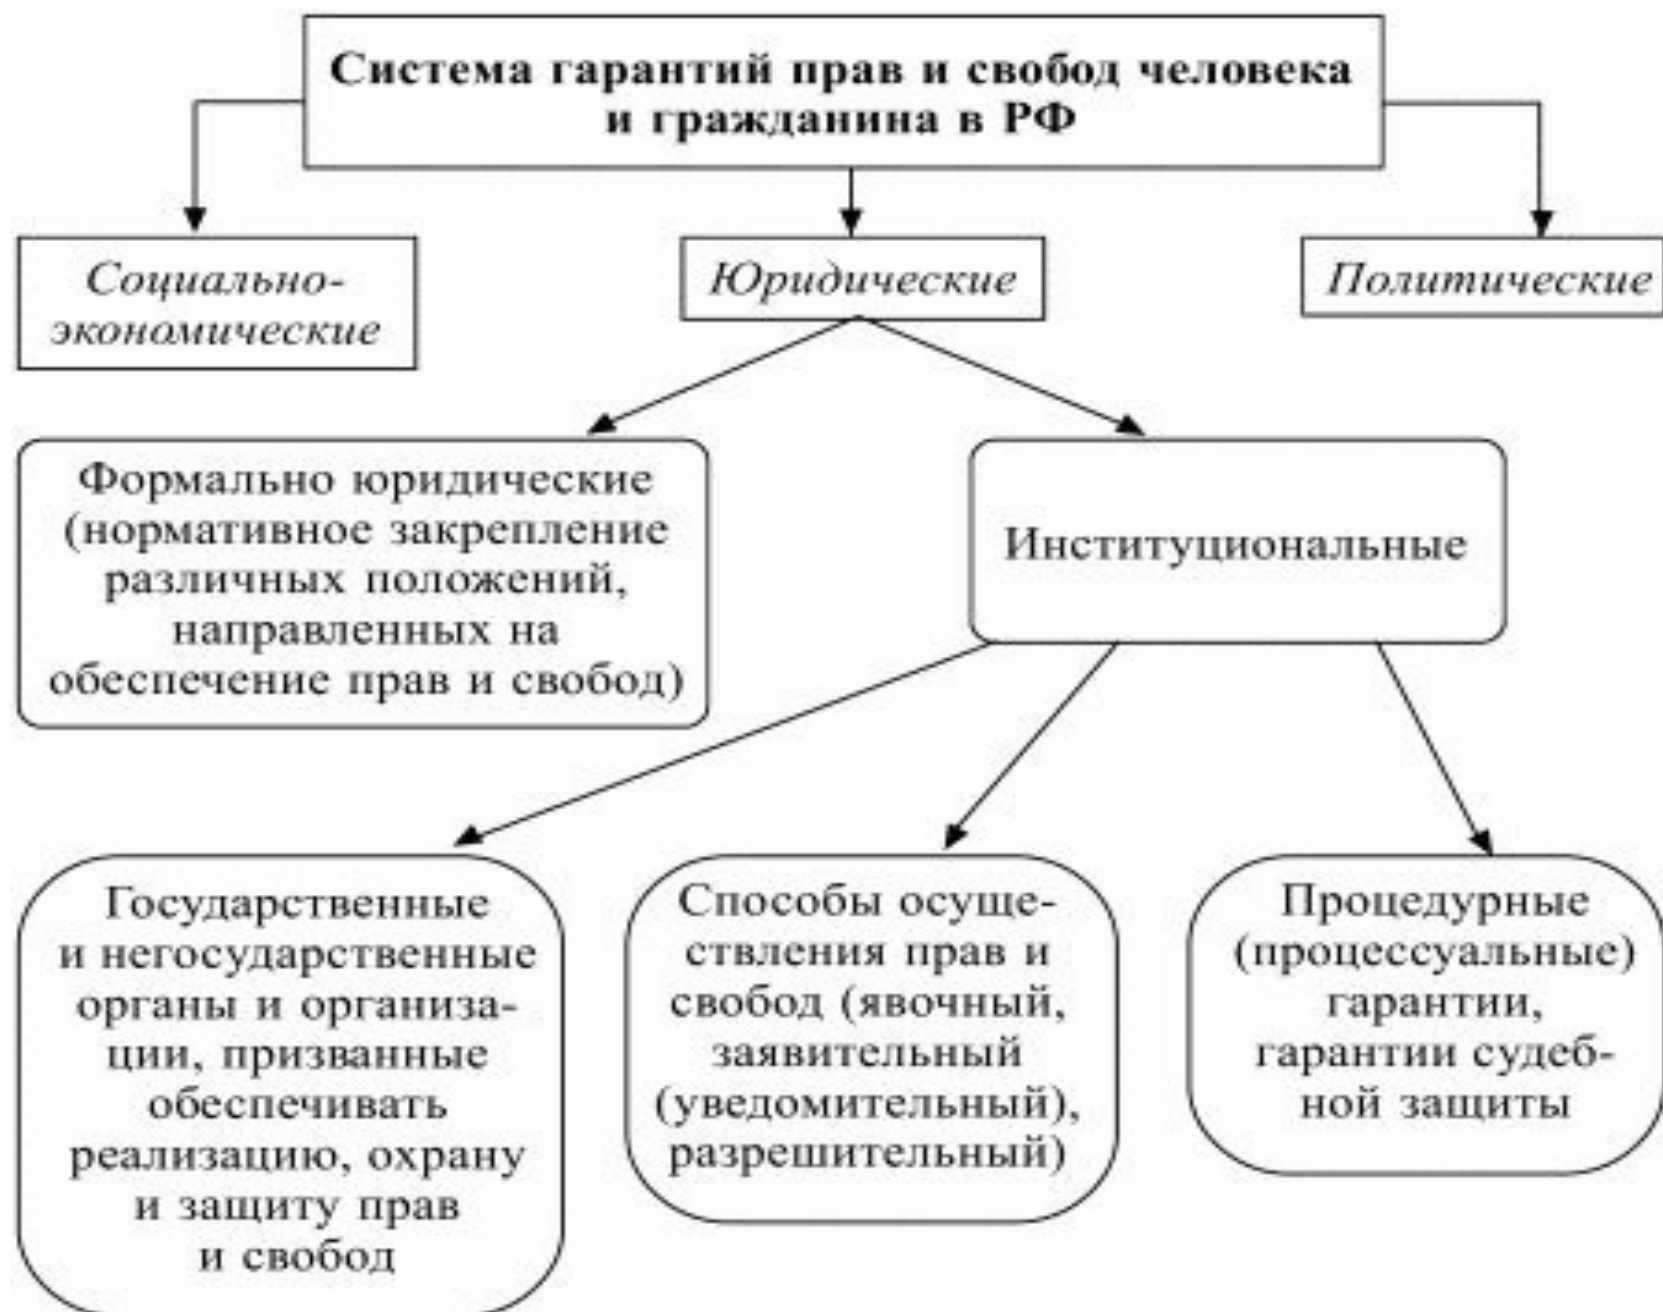 Система гарантий прав и свобод человека
и гражданина в РФ
Социально-
экономические
Юридические
Политические
Формально юридические
(нормативное закрепление
различных положений,
направленных на
обеспечение прав и свобод)
Институциональные
Государственные
и негосударственные
органы и организа-
ции, призванные
обеспечивать
реализацию, охрану
и защиту прав
и свобод
Способы осуще-
ствления прав и
свобод (явочный,
заявительный
(уведомительный),
разрешительный)
Процедурные
(процессуальные)
гарантии,
гарантии судеб-
ной защиты